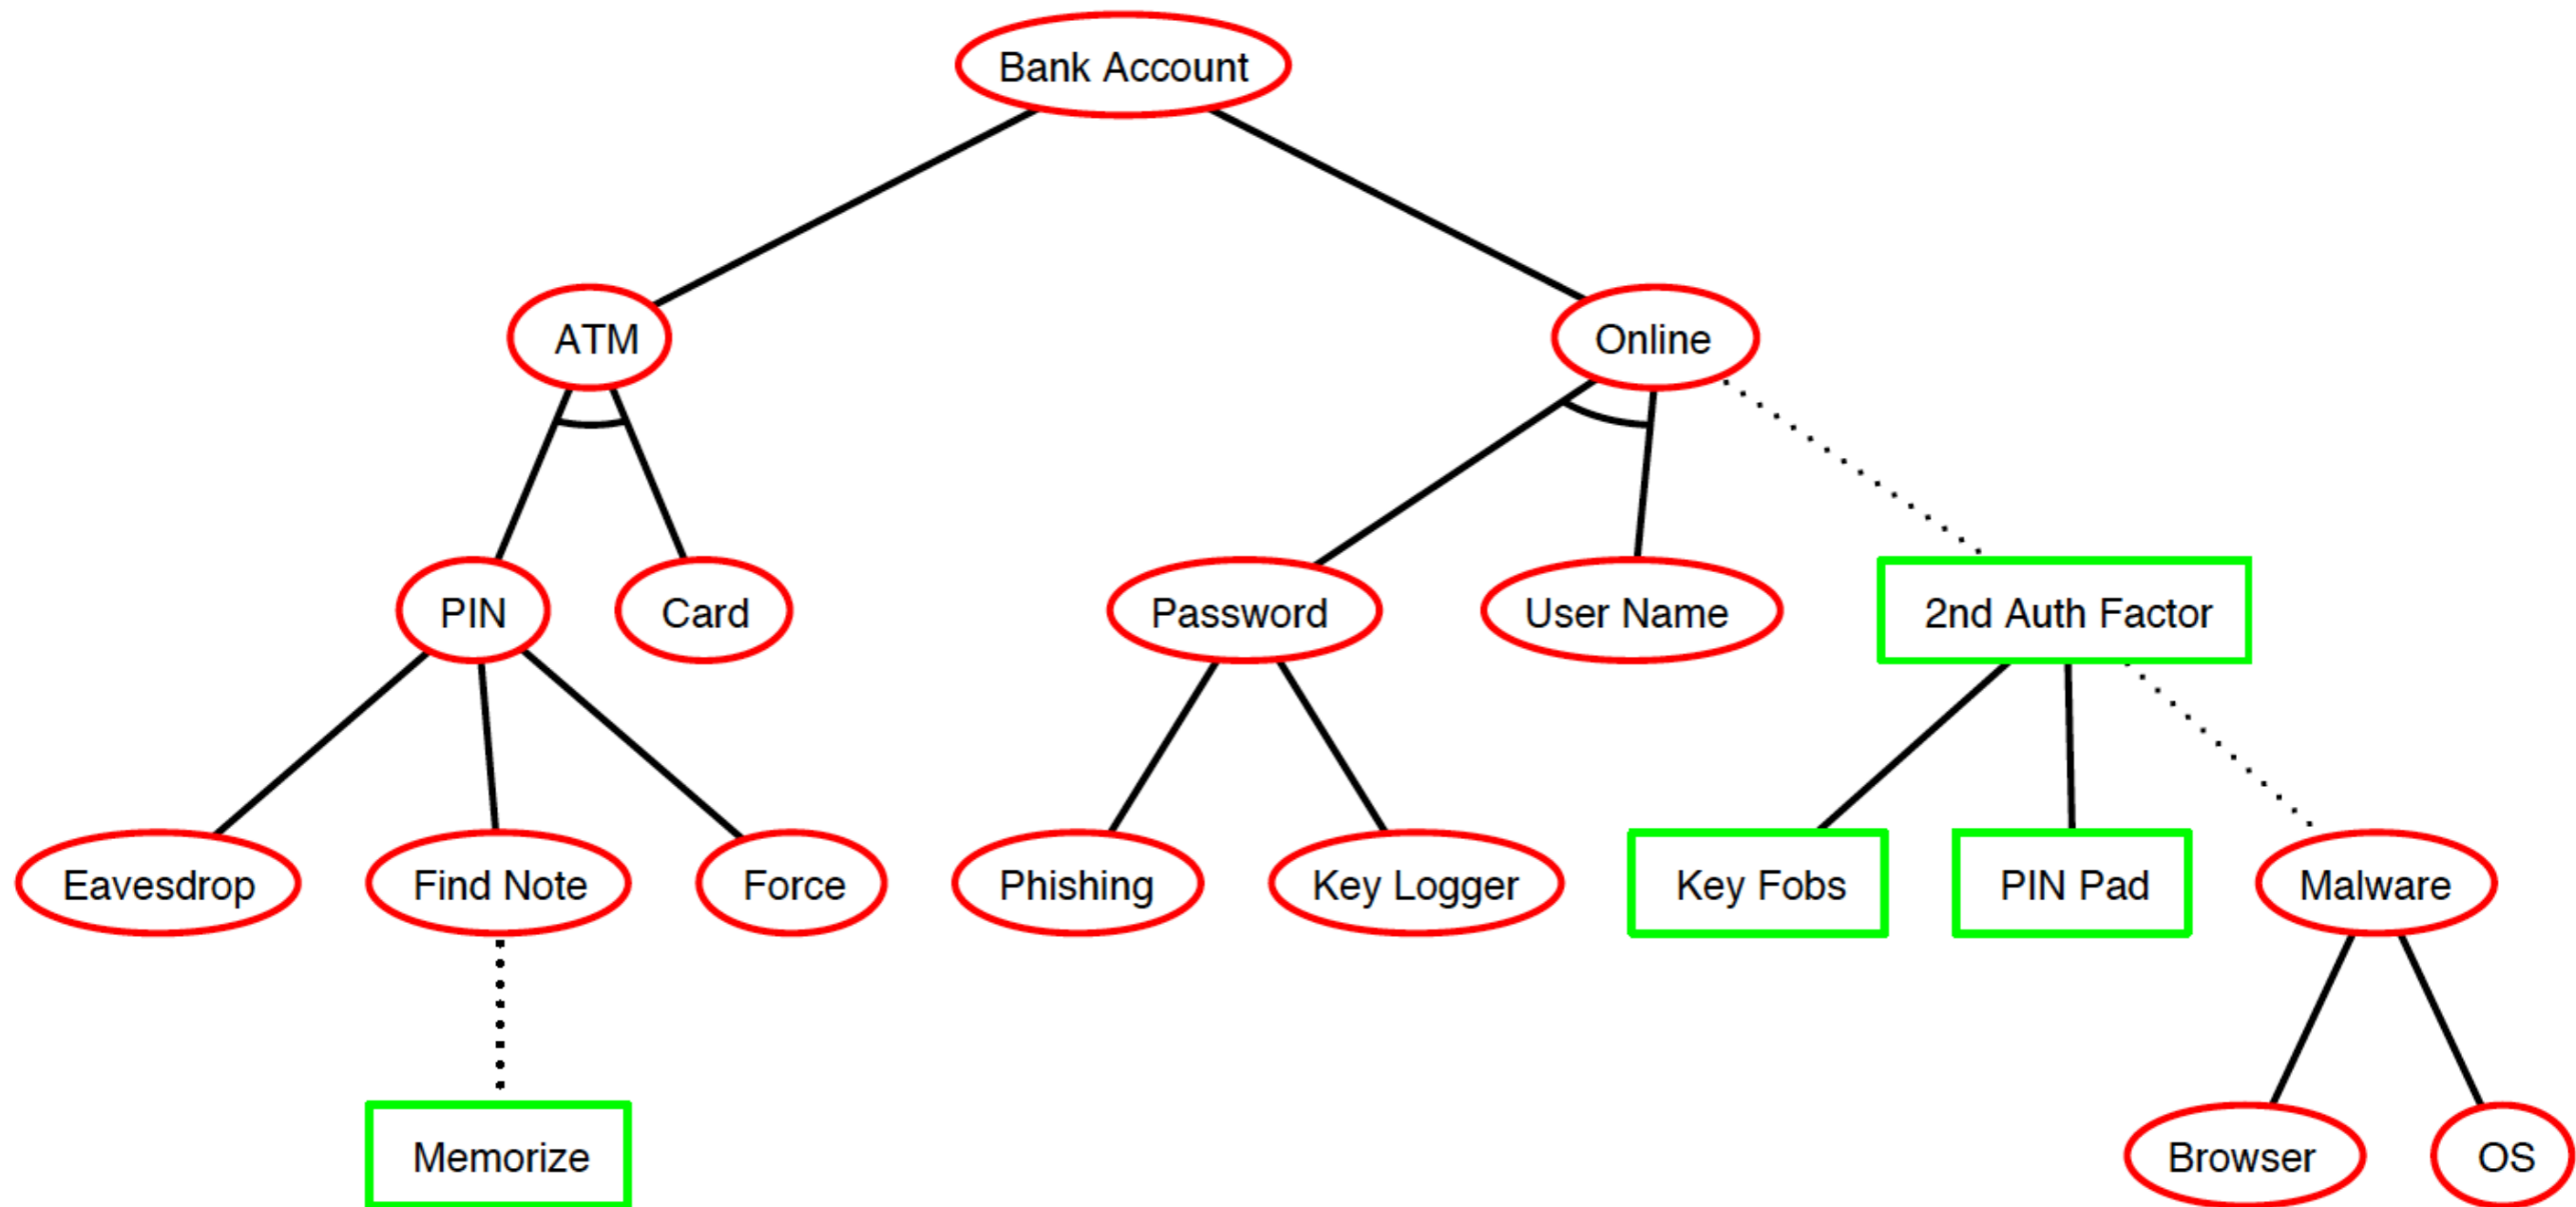 Bank Account
ATM
Online
PIN
Card
Password
User Name
2nd Auth Factor
Eavesdrop
Find Note
Force
Phishing
Key Logger
Key Fobs
PIN Pad
Malware
Memorize
Browser
OS